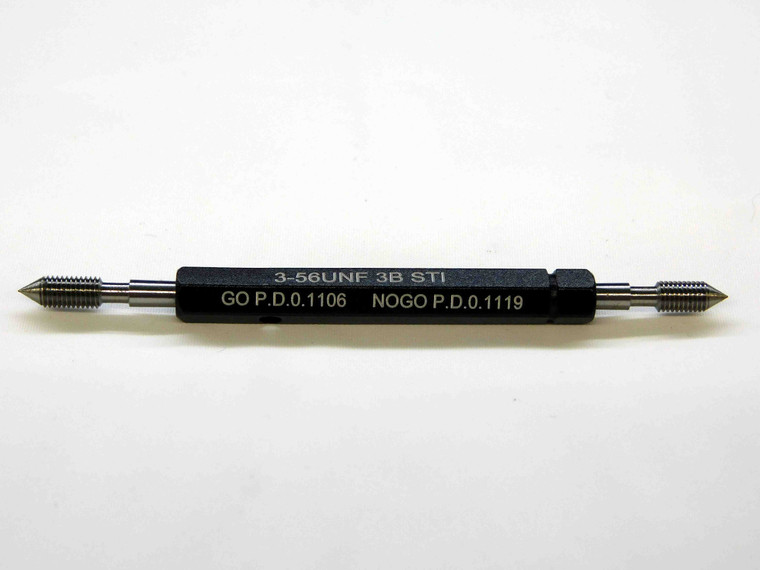 3-56UNF 3B STI
GO P.D.0.1106 NOGO P.D.0.1119